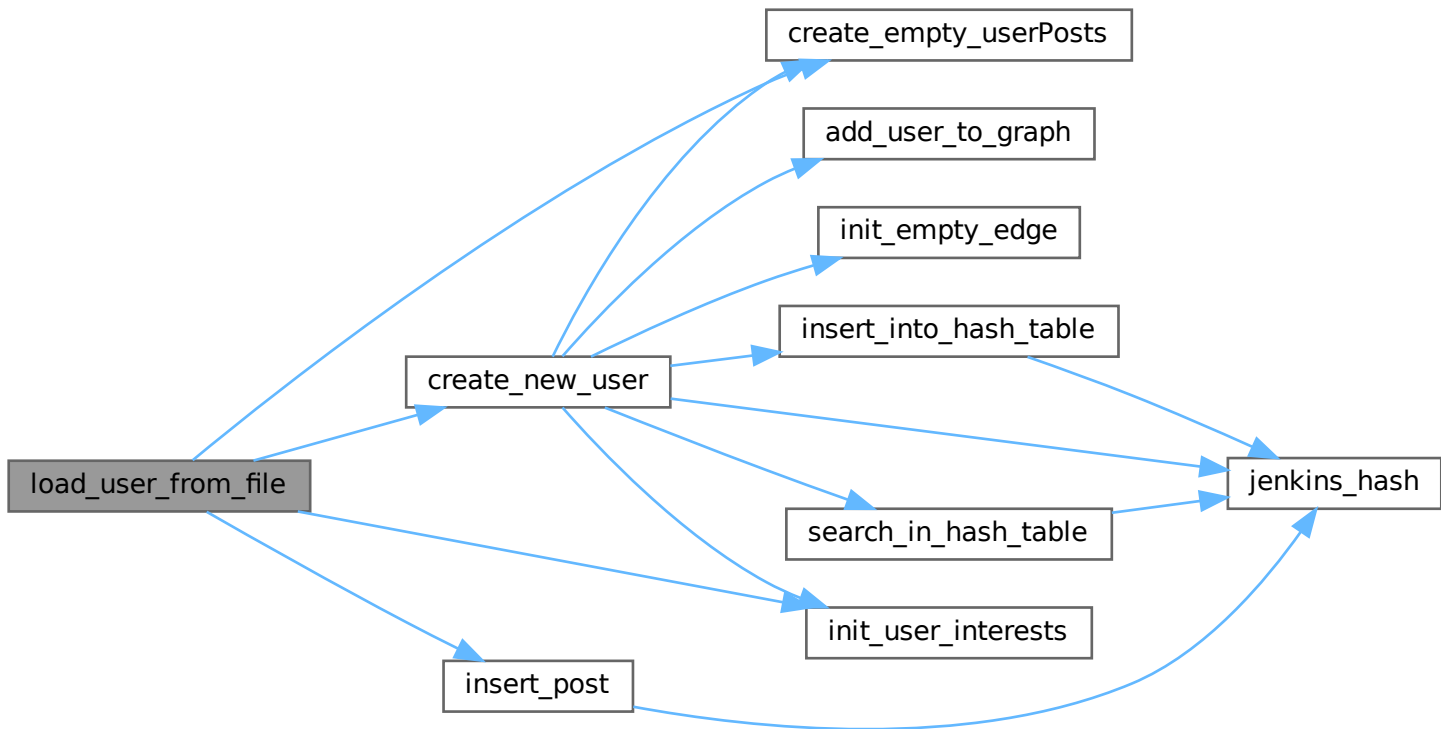 create_empty_userPosts
add_user_to_graph
init_empty_edge
insert_into_hash_table
create_new_user
load_user_from_file
jenkins_hash
search_in_hash_table
init_user_interests
insert_post